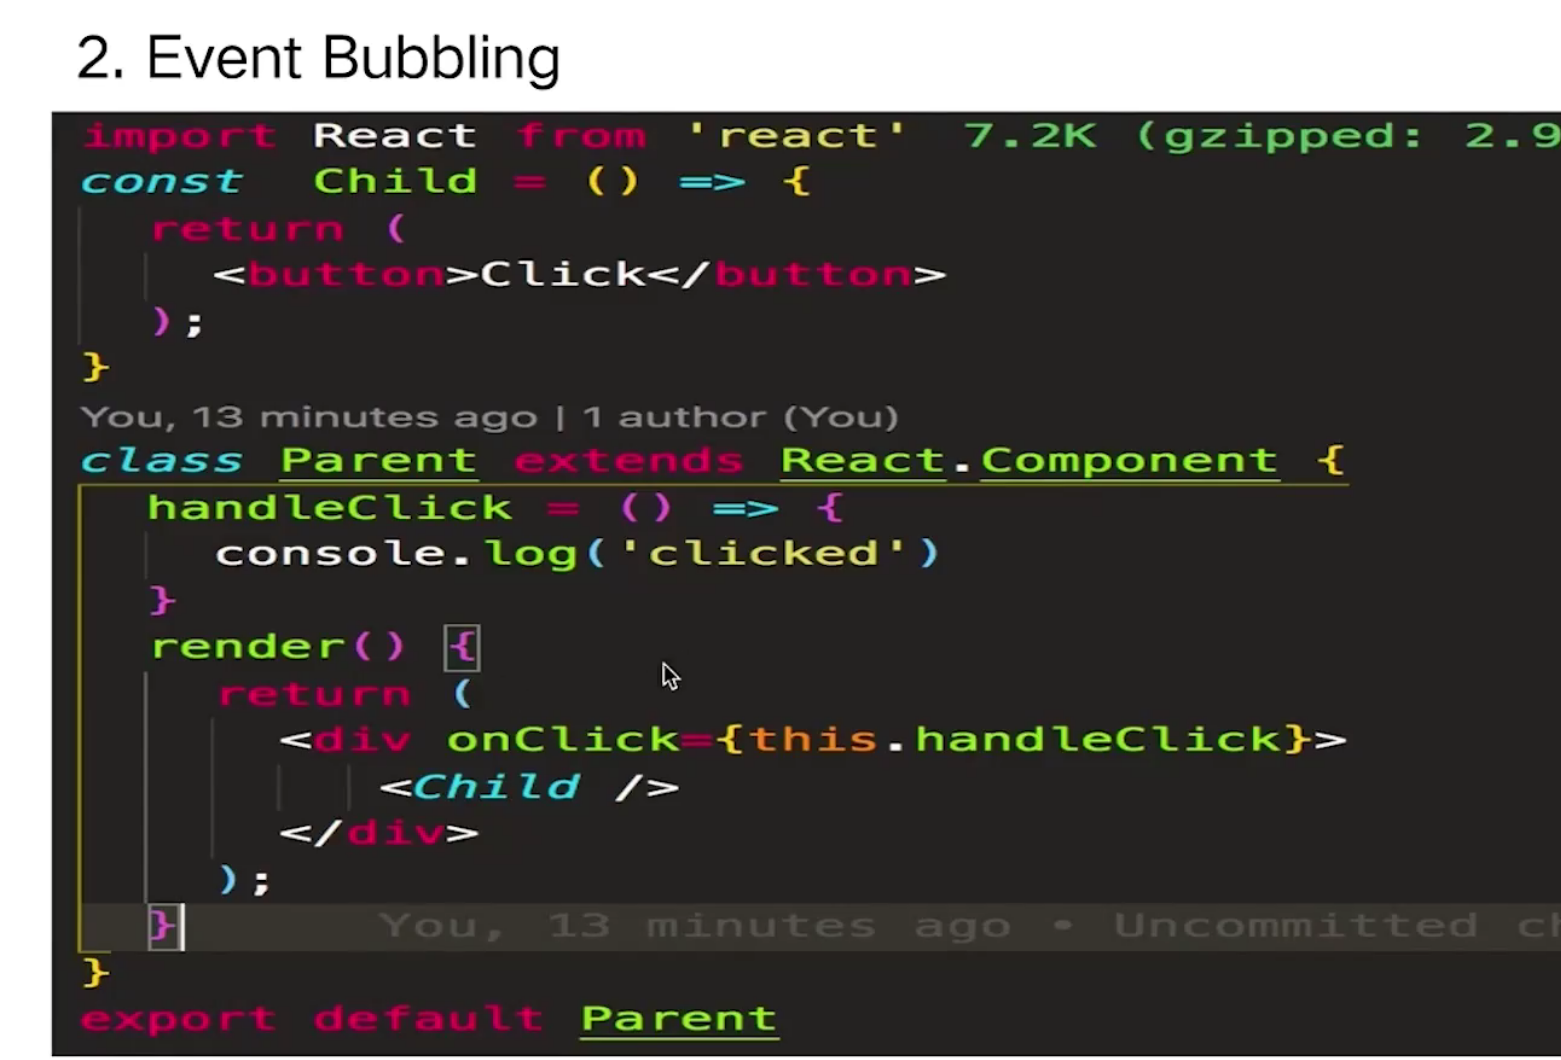 2. Event Bubbling
import React from 'react' 7.2K (gzipped: 2.9
const Child = () => {
return (
<button>Click</button>
);
}
You, 13 minutes ago | 1 author (You)
class Parent extends React.Component {
handleClick = () => {
console.log('clicked')
}
render() {
return (
<div onClick={this.handleClick}>
<Child />
</div>
);
} You, 13 minutes ago • Uncommitted
}
export default Parent